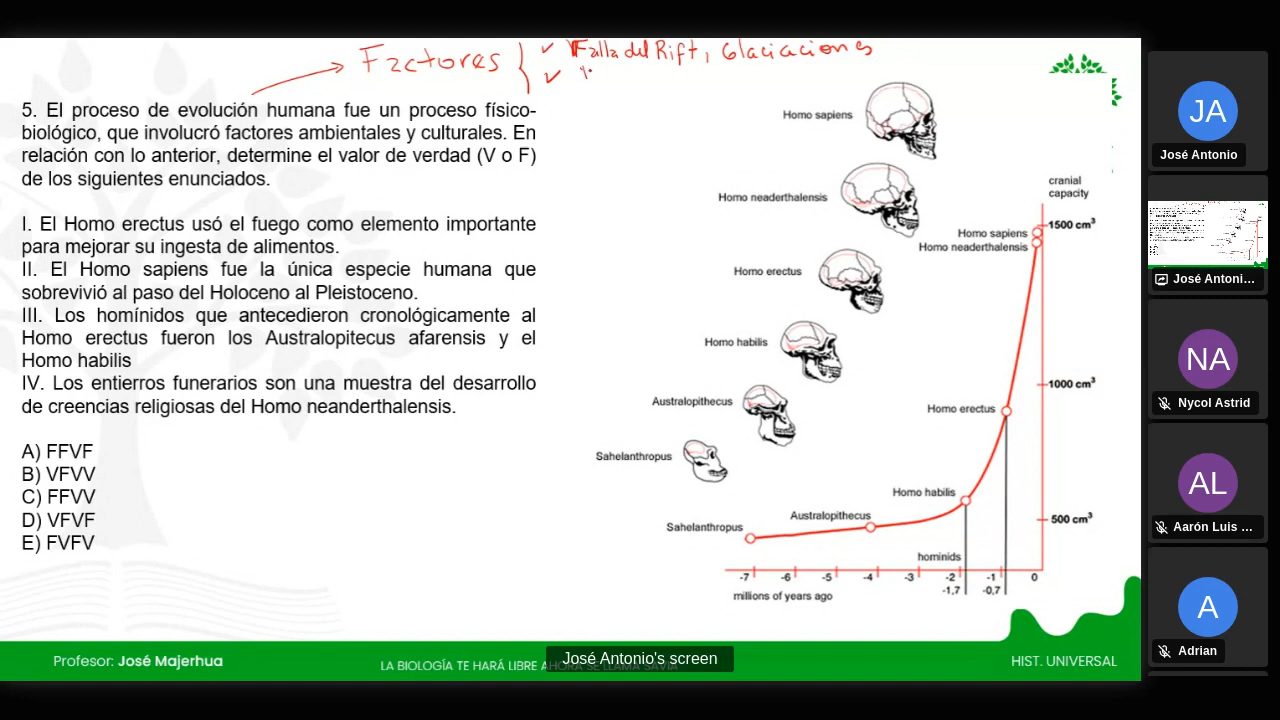 Factores { ✓ Falla del Rift, Glaciaciones
✓
5. El proceso de evolución humana fue un proceso físico-
biológico, que involucró factores ambientales y culturales. En
relación con lo anterior, determine el valor de verdad (V o F)
de los siguientes enunciados.
I. El Homo erectus usó el fuego como elemento importante
para mejorar su ingesta de alimentos.
II. El Homo sapiens fue la única especie humana que
sobrevivió al paso del Holoceno al Pleistoceno.
III. Los homínidos que antecedieron cronológicamente al
Homo erectus fueron los Australopitecus afarensis y el
Homo habilis
IV. Los entierros funerarios son una muestra del desarrollo
de creencias religiosas del Homo neanderthalensis.
A) FFVF
B) VFVV
C) FFVV
D) VFVF
E) FVFV
Homo sapiens
Homo neaderthalensis
Homo erectus
Homo habilis
Australopithecus
Sahelanthropus
cranial
capacity
1500 cm³
Homo sapiens
Homo neaderthalensis
1000 cm³
Homo erectus
Homo habilis
500 cm³
Australopithecus
Sahelanthropus
hominids
-7 -6 -5 -4 -3 -2 -1 0
-1,7 -0,7
millions of years ago
Profesor: José Majerhua
LA BIOLOGÍA TE HARÁ LIBRE
HIST. UNIVERSAL
José Antonio's screen
JA
José Antonio
José Antoni...
NA
Nycol Astrid
AL
Aarón Luis ...
A
Adrian